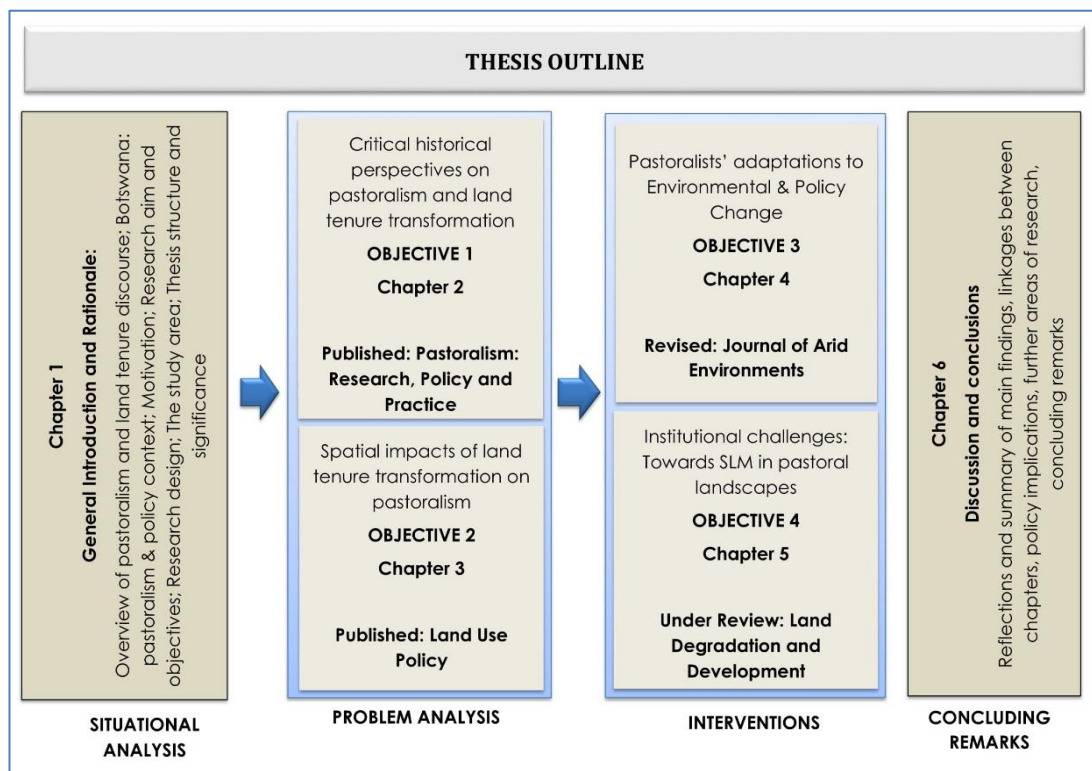 THESIS OUTLINE
Chapter 1
General Introduction and Rationale:
Overview of pastoralism and land tenure discourse; Botswana:
pastoralism & policy context; Motivation; Research aim and
objectives; Research design; The study area; Thesis structure and
significance
SITUATIONAL
ANALYSIS
Critical historical
perspectives on
pastoralism and land
tenure transformation
OBJECTIVE 1
Chapter 2
Published: Pastoralism:
Research, Policy and
Practice
Spatial impacts of land
tenure transformation on
pastoralism
OBJECTIVE 2
Chapter 3
Published: Land Use
Policy
PROBLEM ANALYSIS
Pastoralists’ adaptations to
Environmental & Policy
Change
OBJECTIVE 3
Chapter 4
Revised: Journal of Arid
Environments
Institutional challenges:
Towards SLM in pastoral
landscapes
OBJECTIVE 4
Chapter 5
Under Review: Land
Degradation and
Development
INTERVENTIONS
Chapter 6
Discussion and conclusions
Reflections and summary of main findings, linkages between
chapters, policy implications, further areas of research,
concluding remarks
CONCLUDING
REMARKS